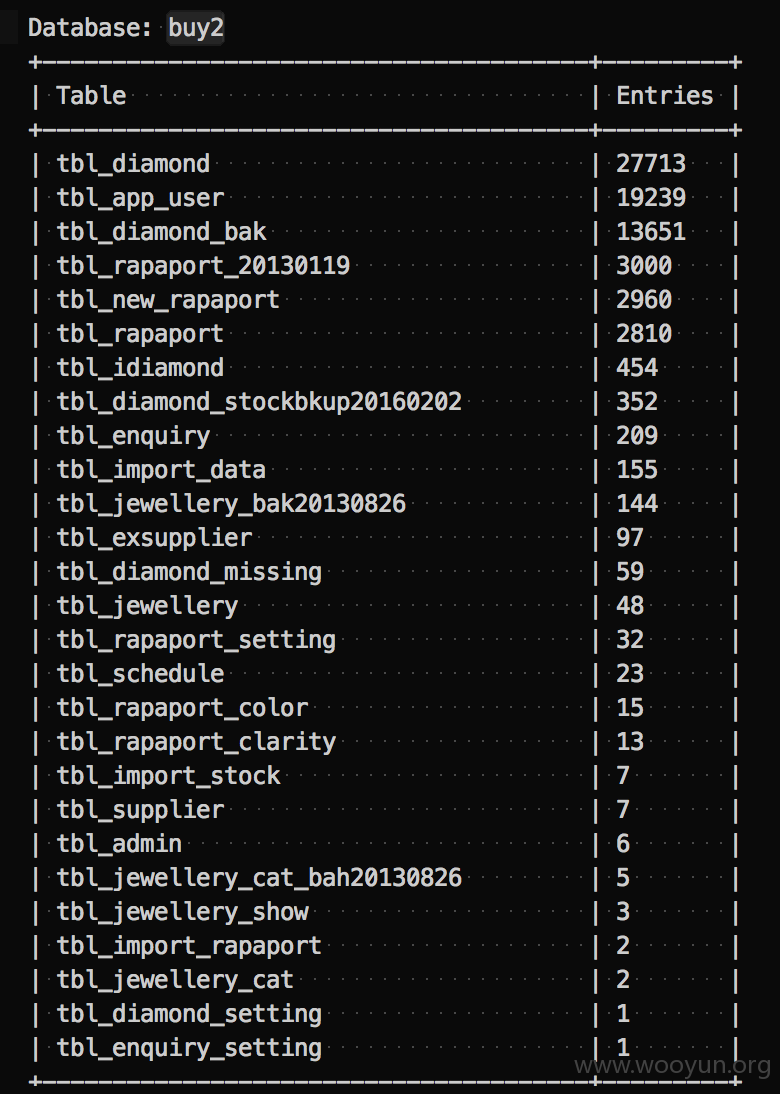 Database: buy2
+---------------------------------------+---------+
| Table | Entries |
+---------------------------------------+---------+
| tbl_diamond | 27713 |
| tbl_app_user | 19239 |
| tbl_diamond_bak | 13651 |
| tbl_rapaport_20130119 | 3000 |
| tbl_new_rapaport | 2960 |
| tbl_rapaport | 2810 |
| tbl_idiamond | 454 |
| tbl_diamond_stockbkup20160202 | 352 |
| tbl_enquiry | 209 |
| tbl_import_data | 155 |
| tbl_jewellery_bak20130826 | 144 |
| tbl_exsupplier | 97 |
| tbl_diamond_missing | 59 |
| tbl_jewellery | 48 |
| tbl_rapaport_setting | 32 |
| tbl_schedule | 23 |
| tbl_rapaport_color | 15 |
| tbl_rapaport_clarity | 13 |
| tbl_import_stock | 7 |
| tbl_supplier | 7 |
| tbl_admin | 6 |
| tbl_jewellery_cat_bah20130826 | 5 |
| tbl_jewellery_show | 3 |
| tbl_import_rapaport | 2 |
| tbl_jewellery_cat | 2 |
| tbl_diamond_setting | 1 |
| tbl_enquiry_setting | 1 |
+---------------------------------------+---------+
www.wooyun.org